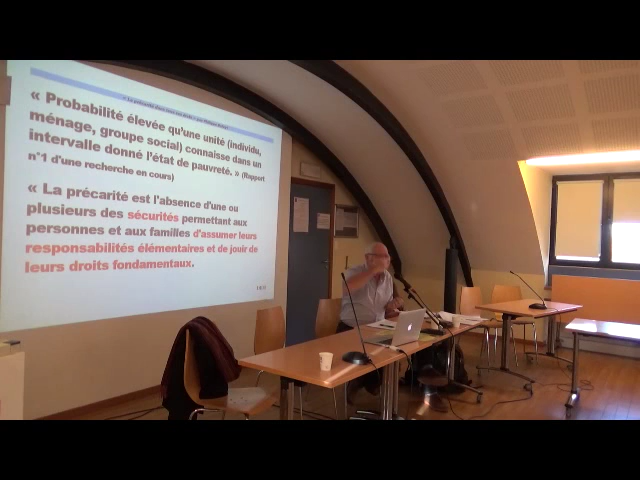 « Probabilité élevée qu'une unité (individu,
ménage, groupe social) connaisse dans un
intervalle donné l'état de pauvreté. » (Rapport
n°1 d'une recherche en cours)
« La précarité est l'absence d'une ou
plusieurs des sécurités permettant aux
personnes et aux familles d'assumer leurs
responsabilités élémentaires et de jouir de
leurs droits fondamentaux.